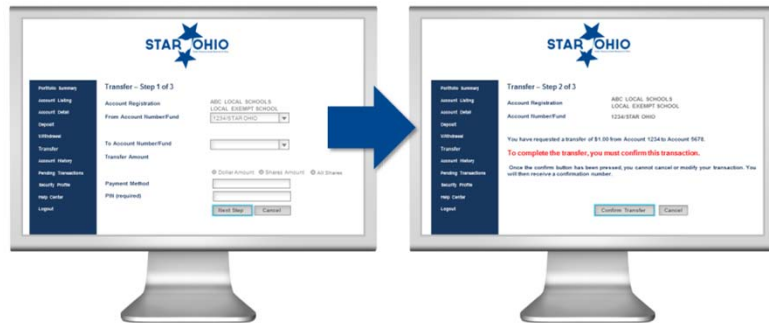 STAR OHIO
Portfolio Summary
Account Listing
Account Detail
Deposit
Withdrawal
Transfer
Account History
Pending Transactions
Security Profile
Help Center
Logout
Transfer – Step 1 of 3
Account Registration
ABC LOCAL SCHOOLS
LOCAL EXEMPT SCHOOL
From Account Number/Fund
1234/STAR OHIO
To Account Number/Fund
Transfer Amount
Dollar Amount Shares Amount All Shares
Payment Method
PIN (required)
Next Step Cancel
STAR OHIO
Portfolio Summary
Account Listing
Account Detail
Deposit
Withdrawal
Transfer
Account History
Pending Transactions
Security Profile
Help Center
Logout
Transfer – Step 2 of 3
Account Registration
ABC LOCAL SCHOOLS
LOCAL EXEMPT SCHOOL
Account Number/Fund
1234/STAR OHIO
You have requested a transfer of $1.00 from Account 1234 to Account 5678.
To complete the transfer, you must confirm this transaction.
Once the confirm button has been pressed, you cannot cancel or modify your transaction. You
will then receive a confirmation number.
Confirm Transfer Cancel